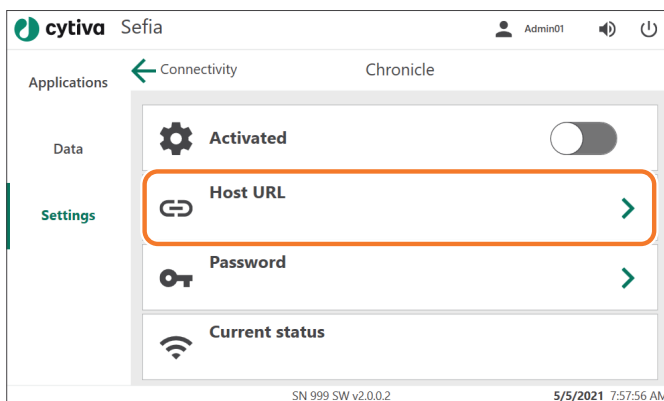 cytiva Sefia Admin01
Applications
Connectivity Chronicle
Activated
Data
Host URL
Settings
Password
Current status
SN 999 SW v2.0.0.2 5/5/2021 7:57:56 AM